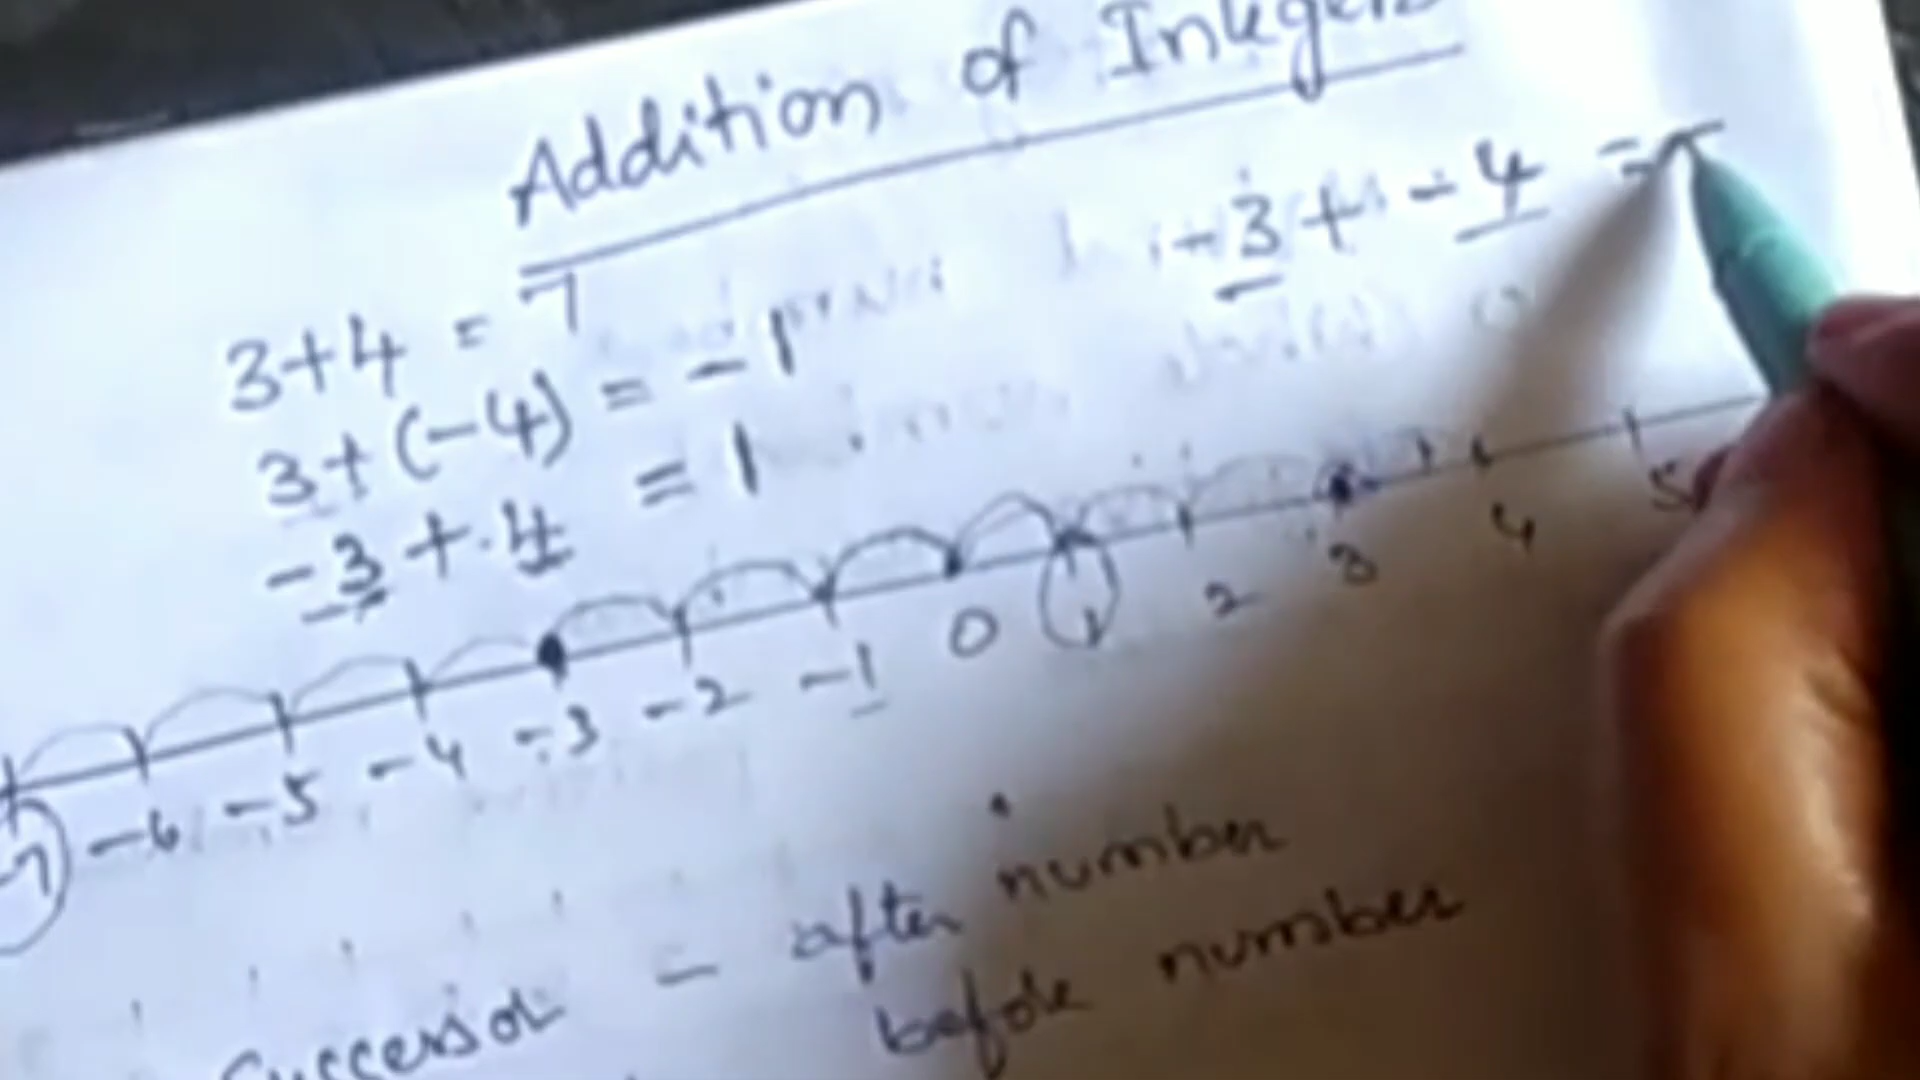 Addition of Integers
3+4 = 7
3+(-4) = -1
-3+4 = 1
-3+ -4 =
-7 -6 -5 -4 -3 -2 -1 0 1 2 3 4 5
Successor - after number
before number